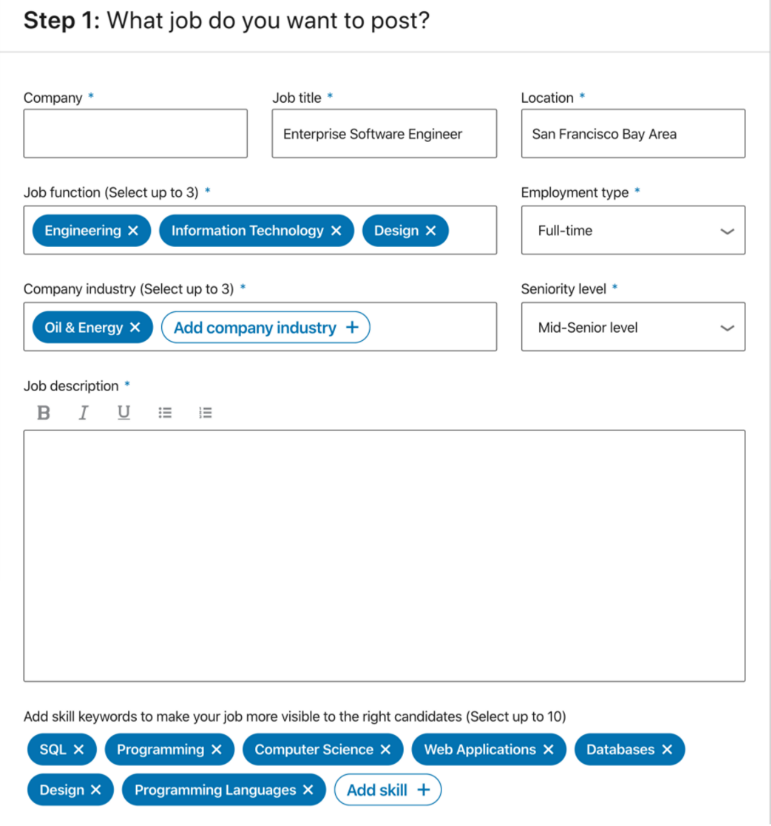 Step 1: What job do you want to post?
Company *
Job title *
Location *
Enterprise Software Engineer
San Francisco Bay Area
Job function (Select up to 3) *
Employment type *
Engineering ✕
Information Technology ✕
Design ✕
Full-time
Company industry (Select up to 3) *
Seniority level *
Oil & Energy ✕
Add company industry +
Mid-Senior level
Job description *
B I U
Add skill keywords to make your job more visible to the right candidates (Select up to 10)
SQL ✕
Programming ✕
Computer Science ✕
Web Applications ✕
Databases ✕
Design ✕
Programming Languages ✕
Add skill +